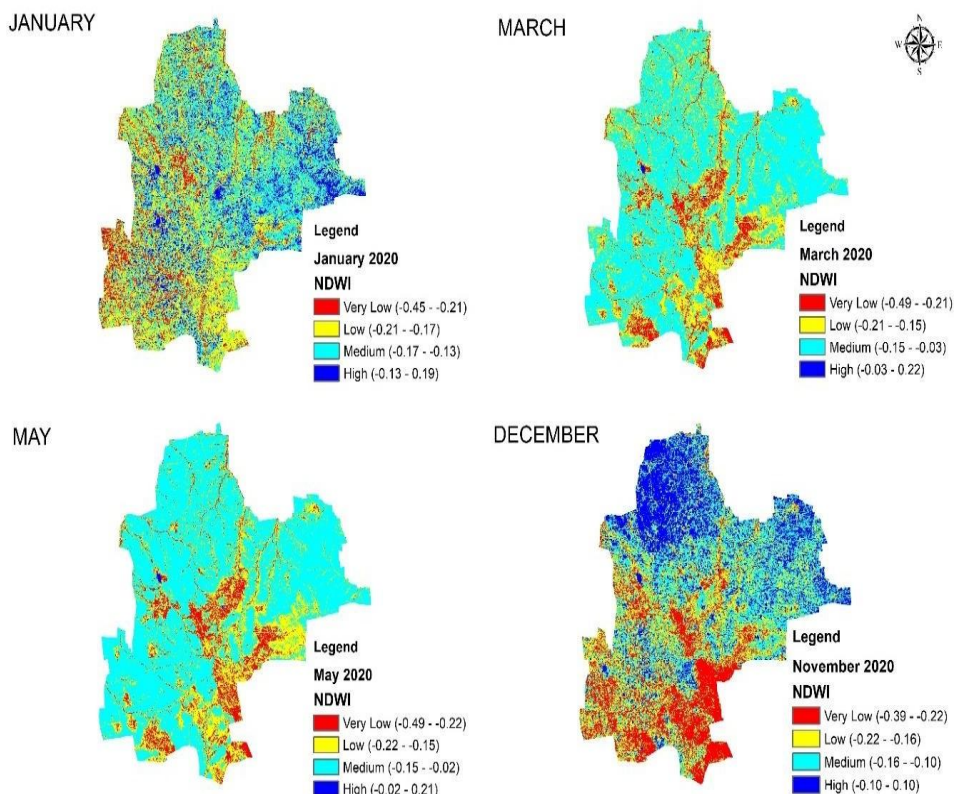 JANUARY
Legend
January 2020
NDWI
Very Low (-0.45 - -0.21)
Low (-0.21 - -0.17)
Medium (-0.17 - -0.13)
High (-0.13 - 0.19)
MARCH
N
W E
S
Legend
March 2020
NDWI
Very Low (-0.49 - -0.21)
Low (-0.21 - -0.15)
Medium (-0.15 - -0.03)
High (-0.03 - 0.22)
MAY
Legend
May 2020
NDWI
Very Low (-0.49 - -0.22)
Low (-0.22 - -0.15)
Medium (-0.15 - -0.02)
High (-0.02 - 0.21)
DECEMBER
Legend
November 2020
NDWI
Very Low (-0.39 - -0.22)
Low (-0.22 - -0.16)
Medium (-0.16 - -0.10)
High (-0.10 - 0.10)